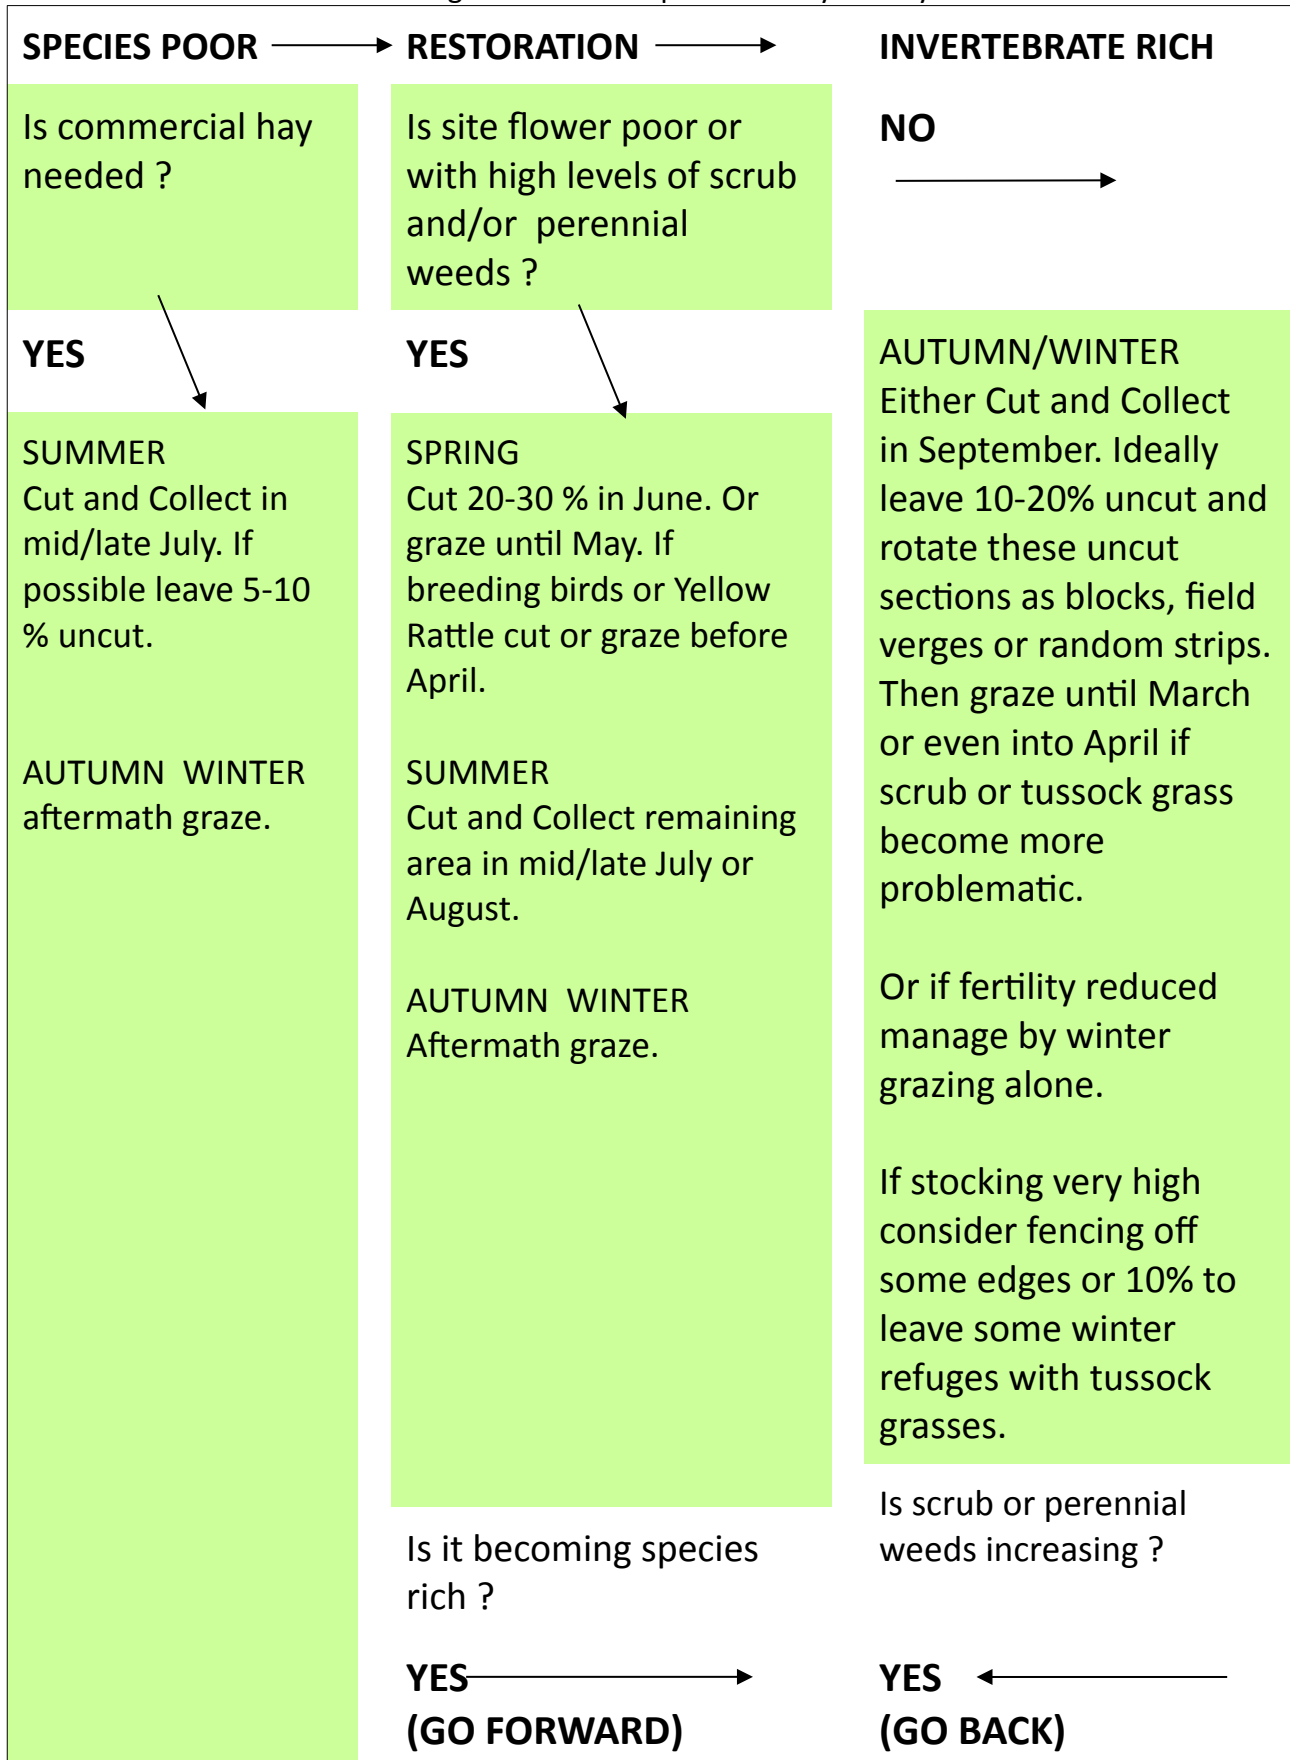 SPECIES POOR
RESTORATION
INVERTEBRATE RICH
Is commercial hay
needed ?
Is site flower poor or
with high levels of scrub
and/or perennial
weeds ?
NO
YES
YES
SUMMER
Cut and Collect in
mid/late July. If
possible leave 5-10
% uncut.
AUTUMN WINTER
aftermath graze.
SPRING
Cut 20-30 % in June. Or
graze until May. If
breeding birds or Yellow
Rattle cut or graze before
April.
SUMMER
Cut and Collect remaining
area in mid/late July or
August.
AUTUMN WINTER
Aftermath graze.
AUTUMN/WINTER
Either Cut and Collect
in September. Ideally
leave 10-20% uncut and
rotate these uncut
sections as blocks, field
verges or random strips.
Then graze until March
or even into April if
scrub or tussock grass
become more
problematic.
Or if fertility reduced
manage by winter
grazing alone.
If stocking very high
consider fencing off
some edges or 10% to
leave some winter
refuges with tussock
grasses.
Is it becoming species
rich ?
YES
(GO FORWARD)
Is scrub or perennial
weeds increasing ?
YES
(GO BACK)